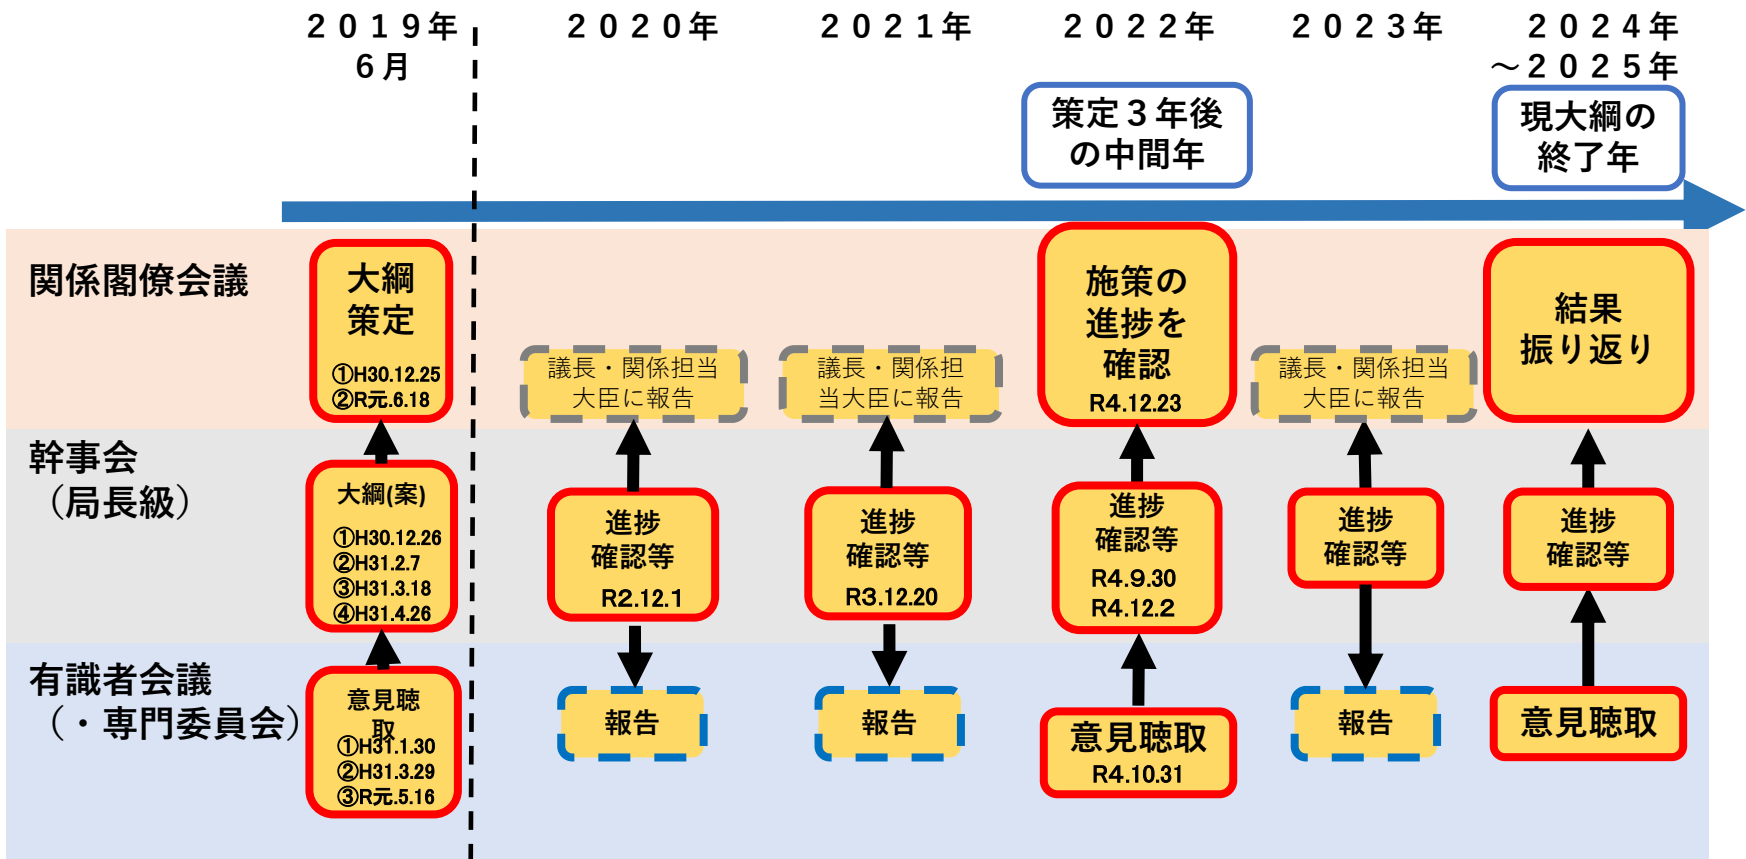 ２０１９年
６月
２０２０年
２０２１年
２０２２年
２０２３年
２０２４年
～２０２５年
策定３年後
の中間年
現大綱の
終了年
関係閣僚会議
大綱
策定
①H30.12.25
②R元.6.18
議長・関係担当
大臣に報告
議長・関係担
当大臣に報告
施策の
進捗を
確認
R4.12.23
議長・関係担当
大臣に報告
結果
振り返り
幹事会
（局長級）
大綱(案)
①H30.12.26
②H31.2.7
③H31.3.18
④H31.4.26
進捗
確認等
R2.12.1
進捗
確認等
R3.12.20
進捗
確認等
R4.9.30
R4.12.2
進捗
確認等
進捗
確認等
有識者会議
（・専門委員会）
意見聴
取
①H31.1.30
②H31.3.29
③R元.5.16
報告
報告
意見聴取
R4.10.31
報告
意見聴取